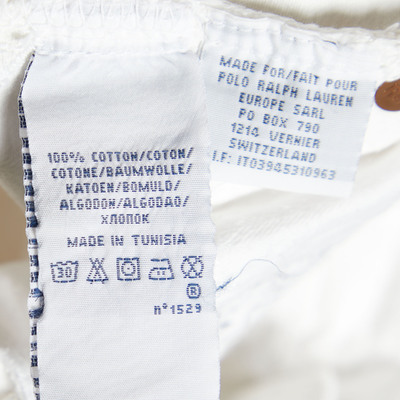 MADE FOR/FAIT POUR
POLO RALPH LAUREN
EUROPE SARL
PO BOX 790
1214 VERNIER
SWITZERLAND
I.F: IT03945310963
100% COTTON/COTON/
COTONE/BAUMWOLLE/
KATOEN/BOMULD/
ALGODON/ALGODAO/
ХЛОПОК
MADE IN TUNISIA
30
®
n°1529